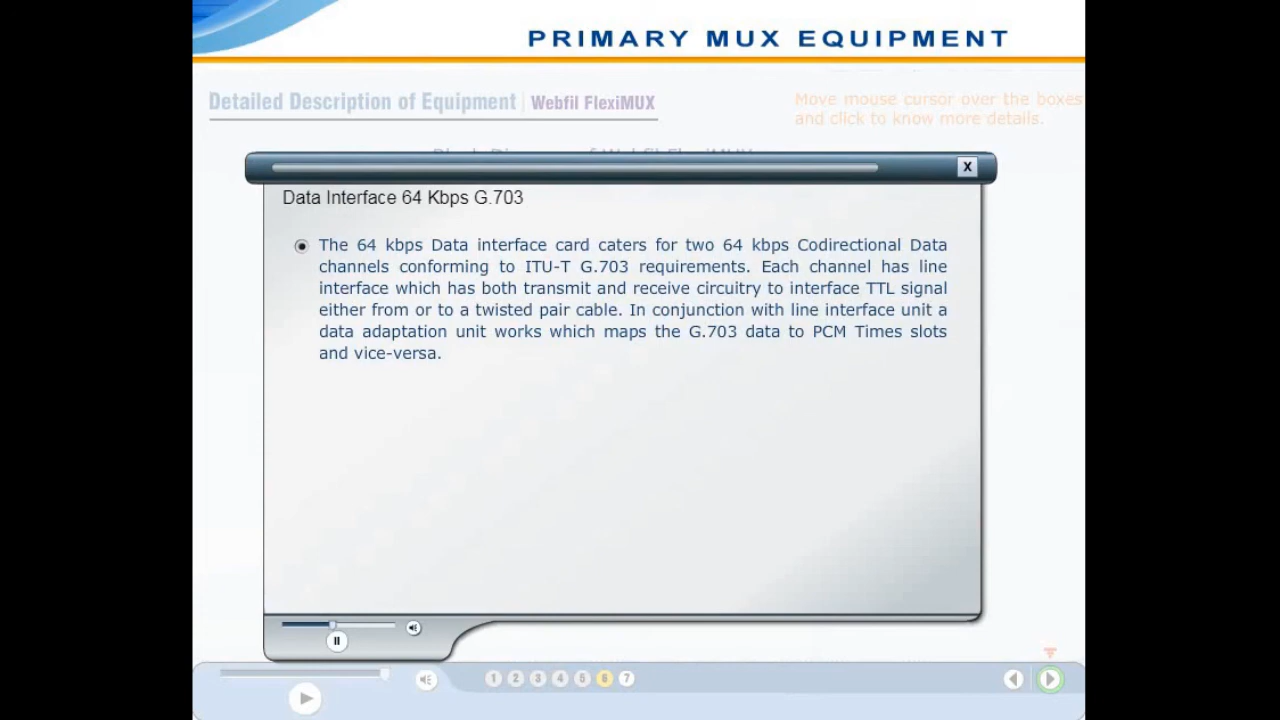 PRIMARY MUX EQUIPMENT
Detailed Description of Equipment | Webfil FlexiMUX
Move mouse cursor over the boxes
and click to know more details.
Block Diagram of Webfil FlexiMUX
X
Data Interface 64 Kbps G.703
The 64 kbps Data interface card caters for two 64 kbps Codirectional Data
channels conforming to ITU-T G.703 requirements. Each channel has line
interface which has both transmit and receive circuitry to interface TTL signal
either from or to a twisted pair cable. In conjunction with line interface unit a
data adaptation unit works which maps the G.703 data to PCM Times slots
and vice-versa.
1 2 3 4 5 6 7